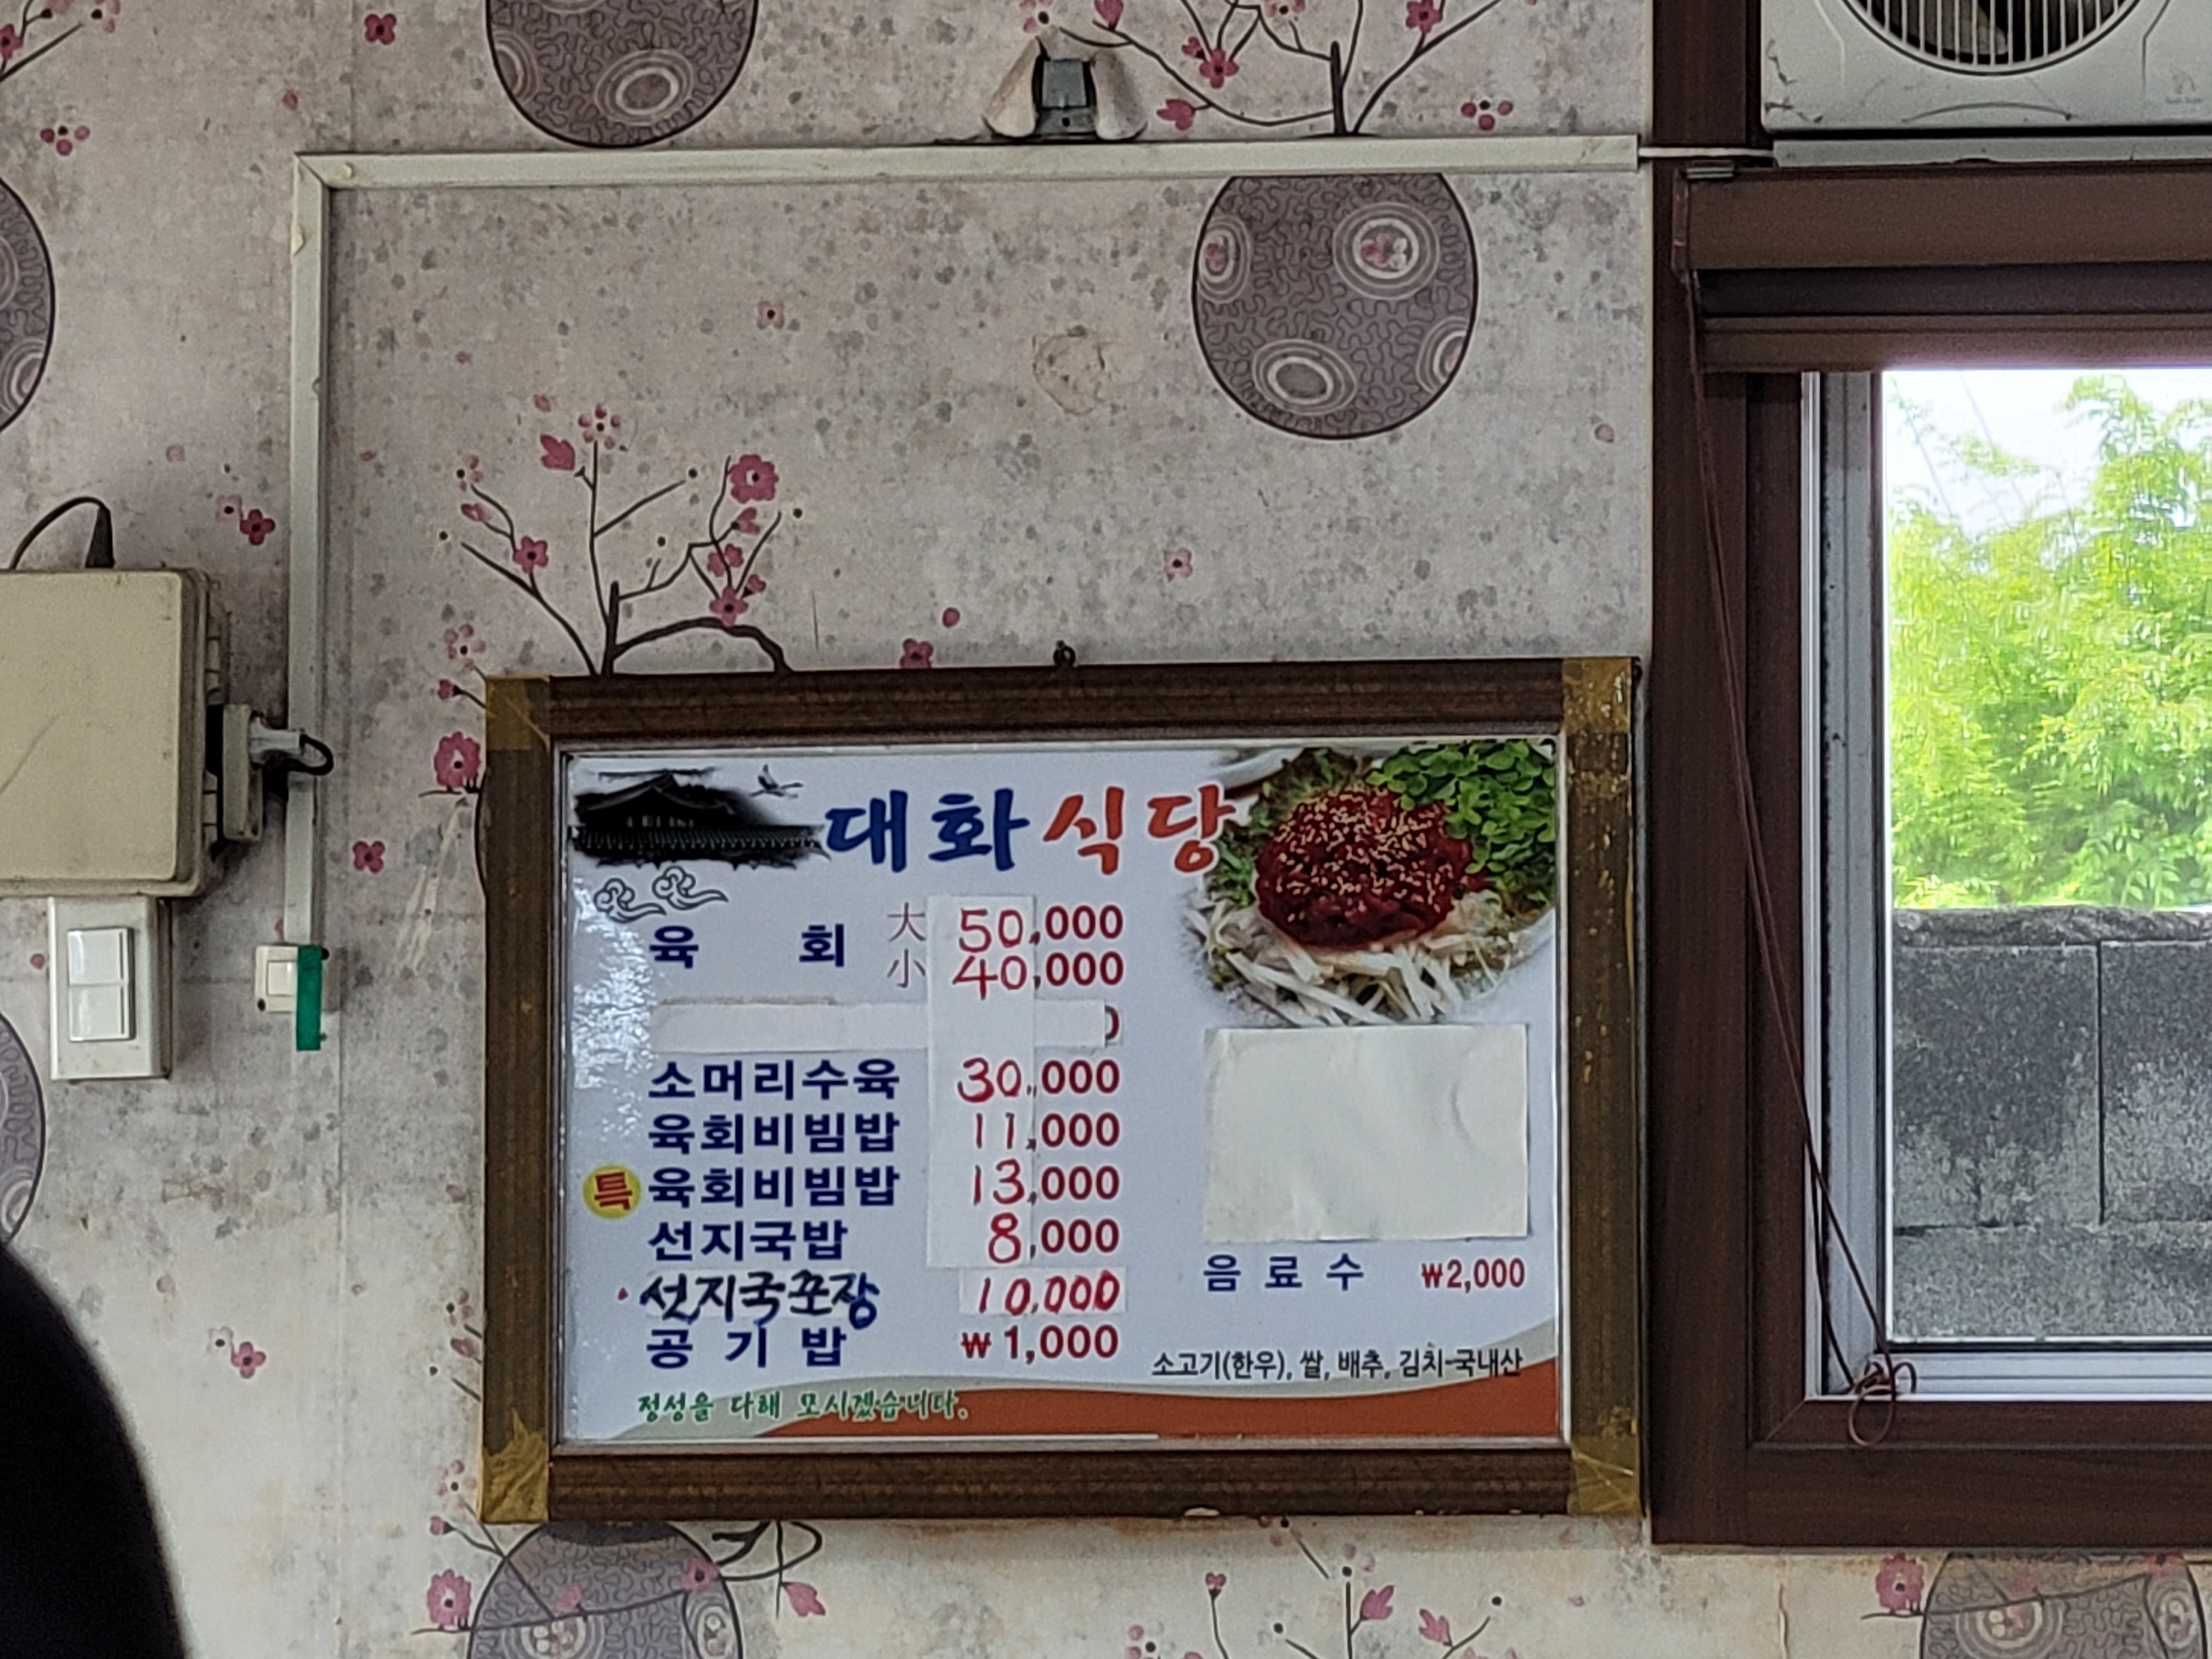 대화식당
육 회 大 50,000
小 40,000
소머리수육 30,000
육회비빔밥 11,000
특 육회비빔밥 13,000
선지국밥 8,000
선지국포장 10,000
공 기 밥 ₩1,000
음 료 수 ₩2,000
소고기(한우), 쌀, 배추, 김치-국내산
정성을 다해 모시겠습니다.